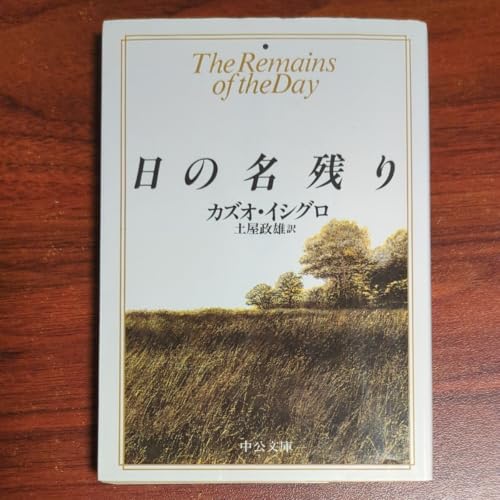 The Remains
of the Day
日の名残り
カズオ・イシグロ
土屋政雄訳
中公文庫